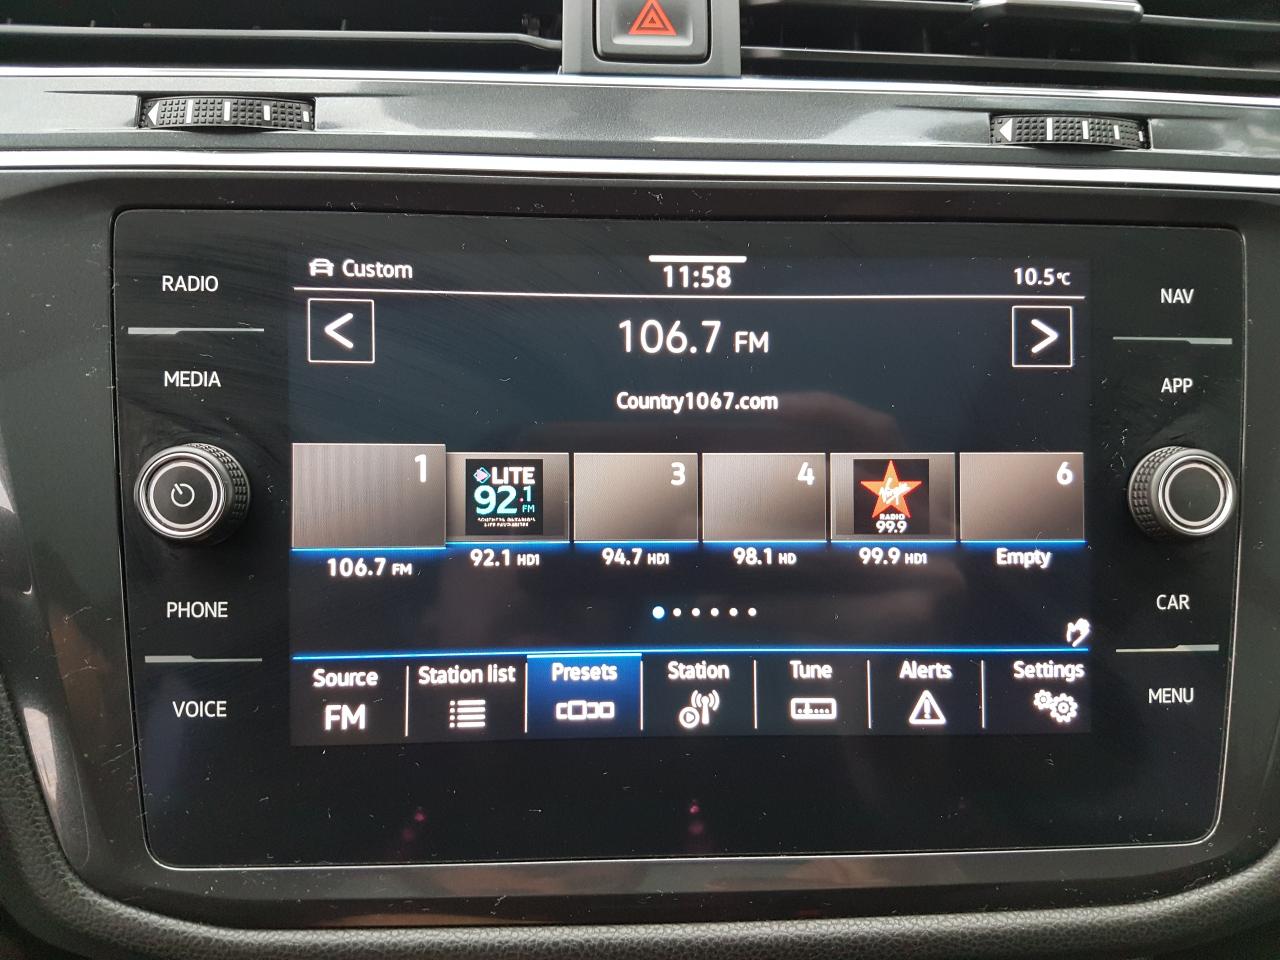 RADIO
MEDIA
PHONE
VOICE
Custom
11:58
10.5°C
<
106.7 FM
>
Country1067.com
1
LITE
92.1 FM
3
4
Virgin
RADIO
99.9
6
106.7 FM
92.1 HD1
94.7 HD1
98.1 HD
99.9 HD1
Empty
Source
FM
Station list
Presets
Station
Tune
Alerts
Settings
NAV
APP
CAR
MENU